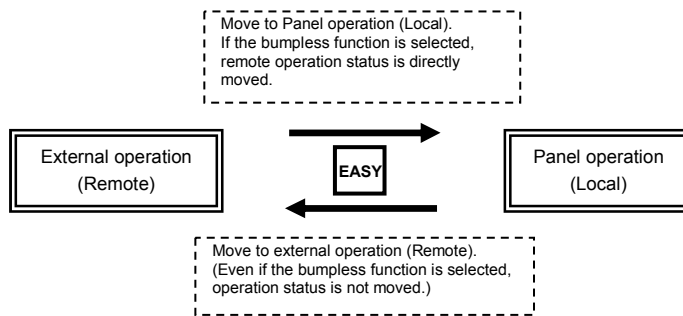 Move to Panel operation (Local).
If the bumpless function is selected,
remote operation status is directly
moved.
External operation
(Remote)
EASY
Panel operation
(Local)
Move to external operation (Remote).
(Even if the bumpless function is selected,
operation status is not moved.)